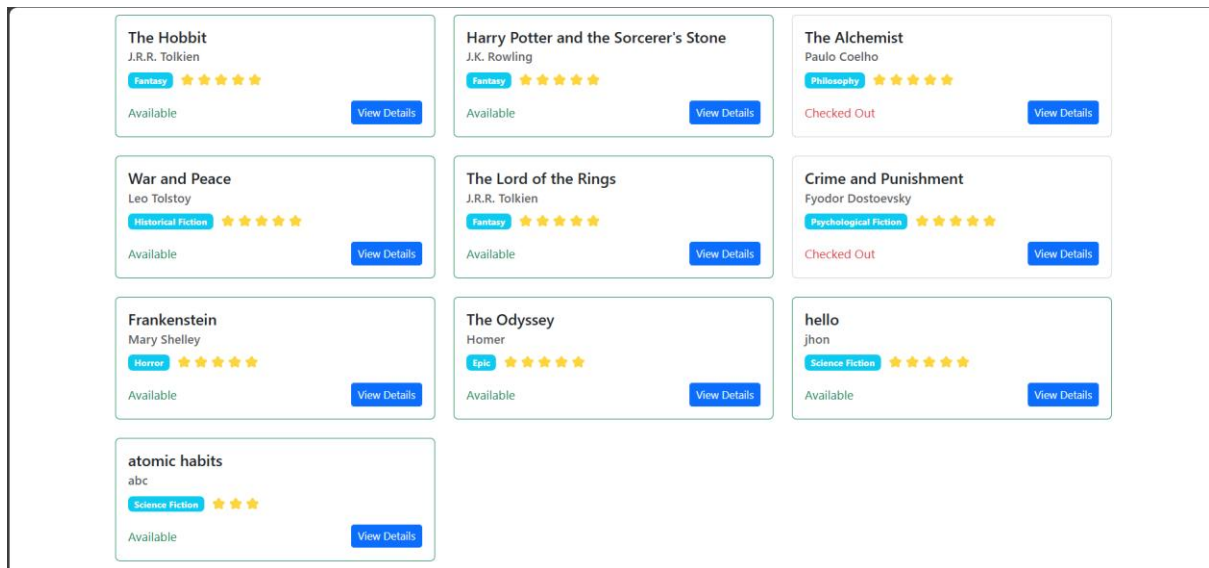 The Hobbit
J.R.R. Tolkien
Fantasy
Available
View Details
Harry Potter and the Sorcerer's Stone
J.K. Rowling
Fantasy
Available
View Details
The Alchemist
Paulo Coelho
Philosophy
Checked Out
View Details
War and Peace
Leo Tolstoy
Historical Fiction
Available
View Details
The Lord of the Rings
J.R.R. Tolkien
Fantasy
Available
View Details
Crime and Punishment
Fyodor Dostoevsky
Psychological Fiction
Checked Out
View Details
Frankenstein
Mary Shelley
Horror
Available
View Details
The Odyssey
Homer
Epic
Available
View Details
hello
jhon
Science Fiction
Available
View Details
atomic habits
abc
Science Fiction
Available
View Details